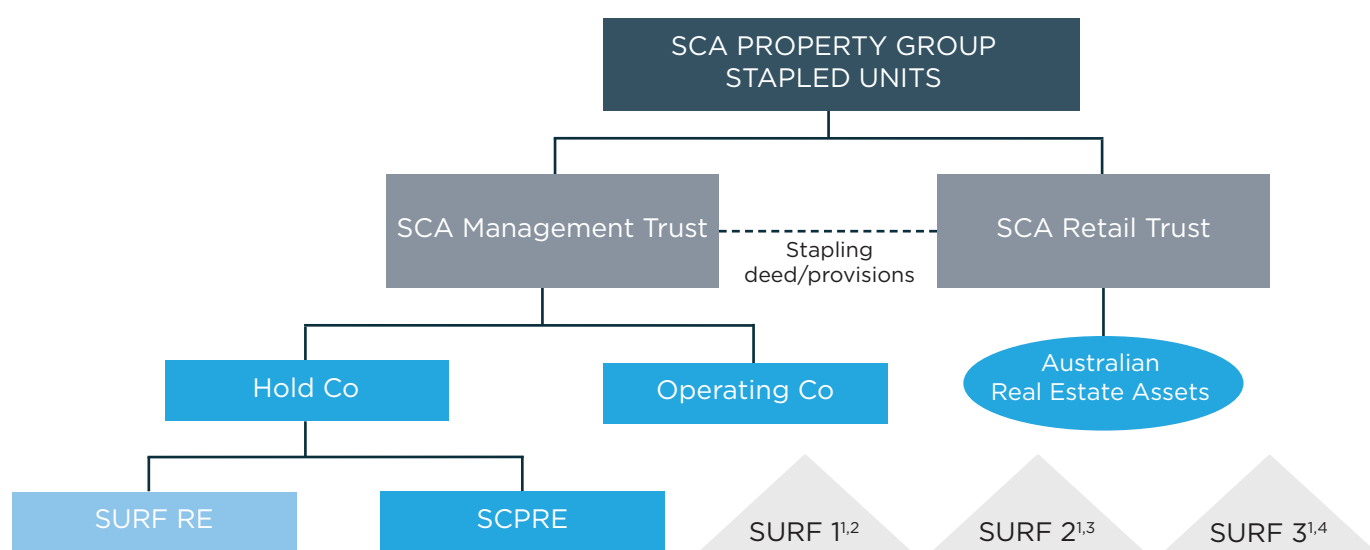 SCA PROPERTY GROUP
STAPLED UNITS
SCA Management Trust
Stapling
deed/provisions
SCA Retail Trust
Hold Co
Operating Co
Australian
Real Estate Assets
SURF RE
SCPRE
SURF 1¹,²
SURF 2¹,³
SURF 3¹,⁴